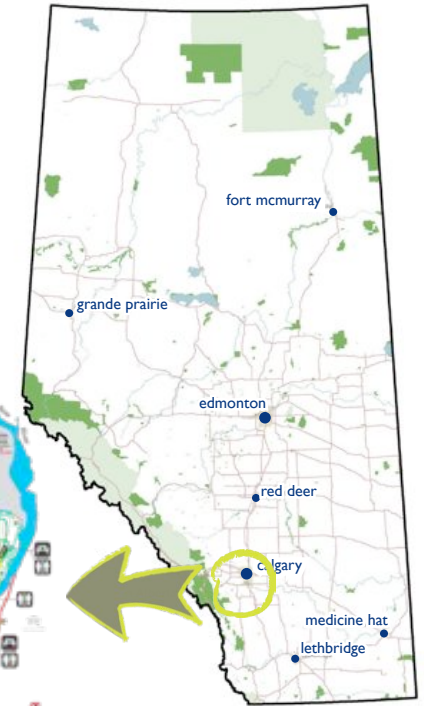 fort mcmurray
grande prairie
edmonton
red deer
calgary
medicine hat
lethbridge